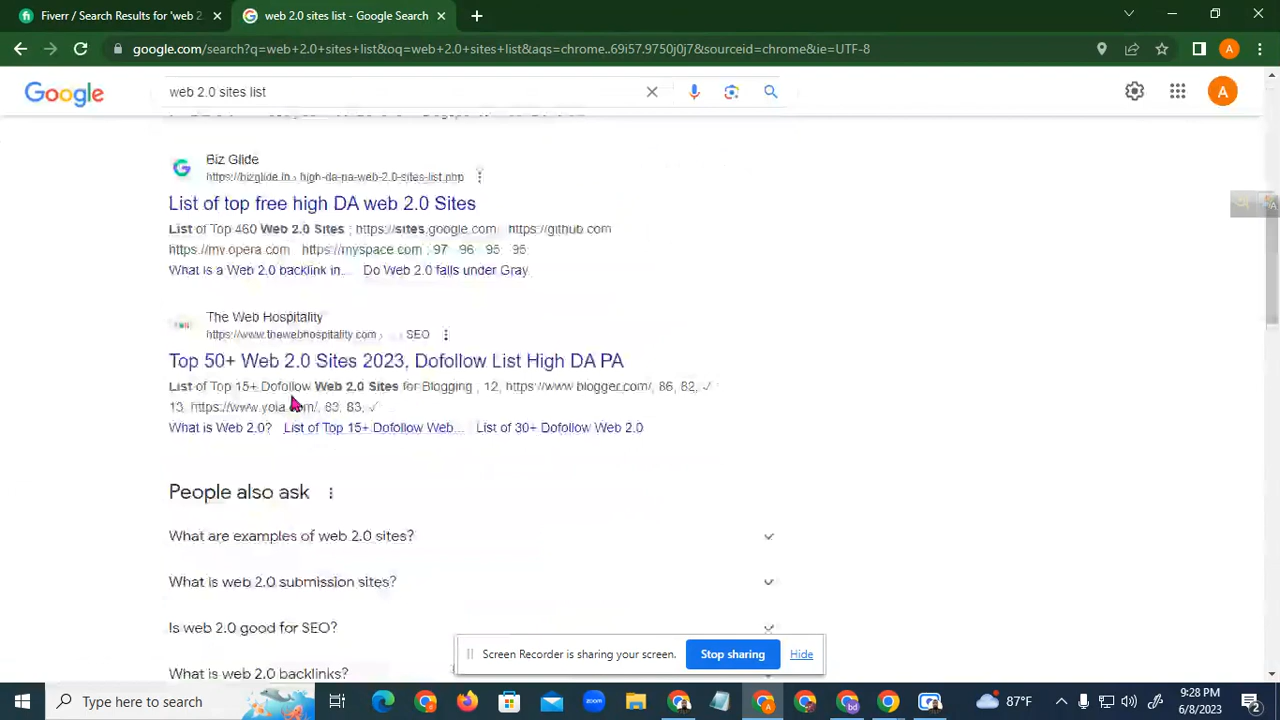 Fiverr / Search Results for 'web 2
web 2.0 sites list - Google Search
google.com/search?q=web+2.0+sites+list&oq=web+2.0+sites+list&aqs=chrome..69i57.9750j0j7&sourceid=chrome&ie=UTF-8
A
Google
web 2.0 sites list
A
Biz Glide
https://bizglide.in › high-da-pa-web-2.0-sites-list.php
List of top free high DA web 2.0 Sites
List of Top 460 Web 2.0 Sites ; https://sites.google.com · https://github.com
https://my.opera.com · https://myspace.com ; 97 · 96 · 95 · 95
What is a Web 2.0 backlink in... · Do Web 2.0 falls under Gray
The Web Hospitality
https://www.thewebhospitality.com › SEO
Top 50+ Web 2.0 Sites 2023, Dofollow List High DA PA
List of Top 15+ Dofollow Web 2.0 Sites for Blogging ; 12, https://www.blogger.com/, 86, 82, ✓
13, https://www.yola.com/, 83, 83, ✓
What is Web 2.0? · List of Top 15+ Dofollow Web... · List of 30+ Dofollow Web 2.0
People also ask
What are examples of web 2.0 sites?
What is web 2.0 submission sites?
Is web 2.0 good for SEO?
What is web 2.0 backlinks?
Screen Recorder is sharing your screen. Stop sharing Hide
Type here to search
zoom
87°F
9:28 PM
6/8/2023
2